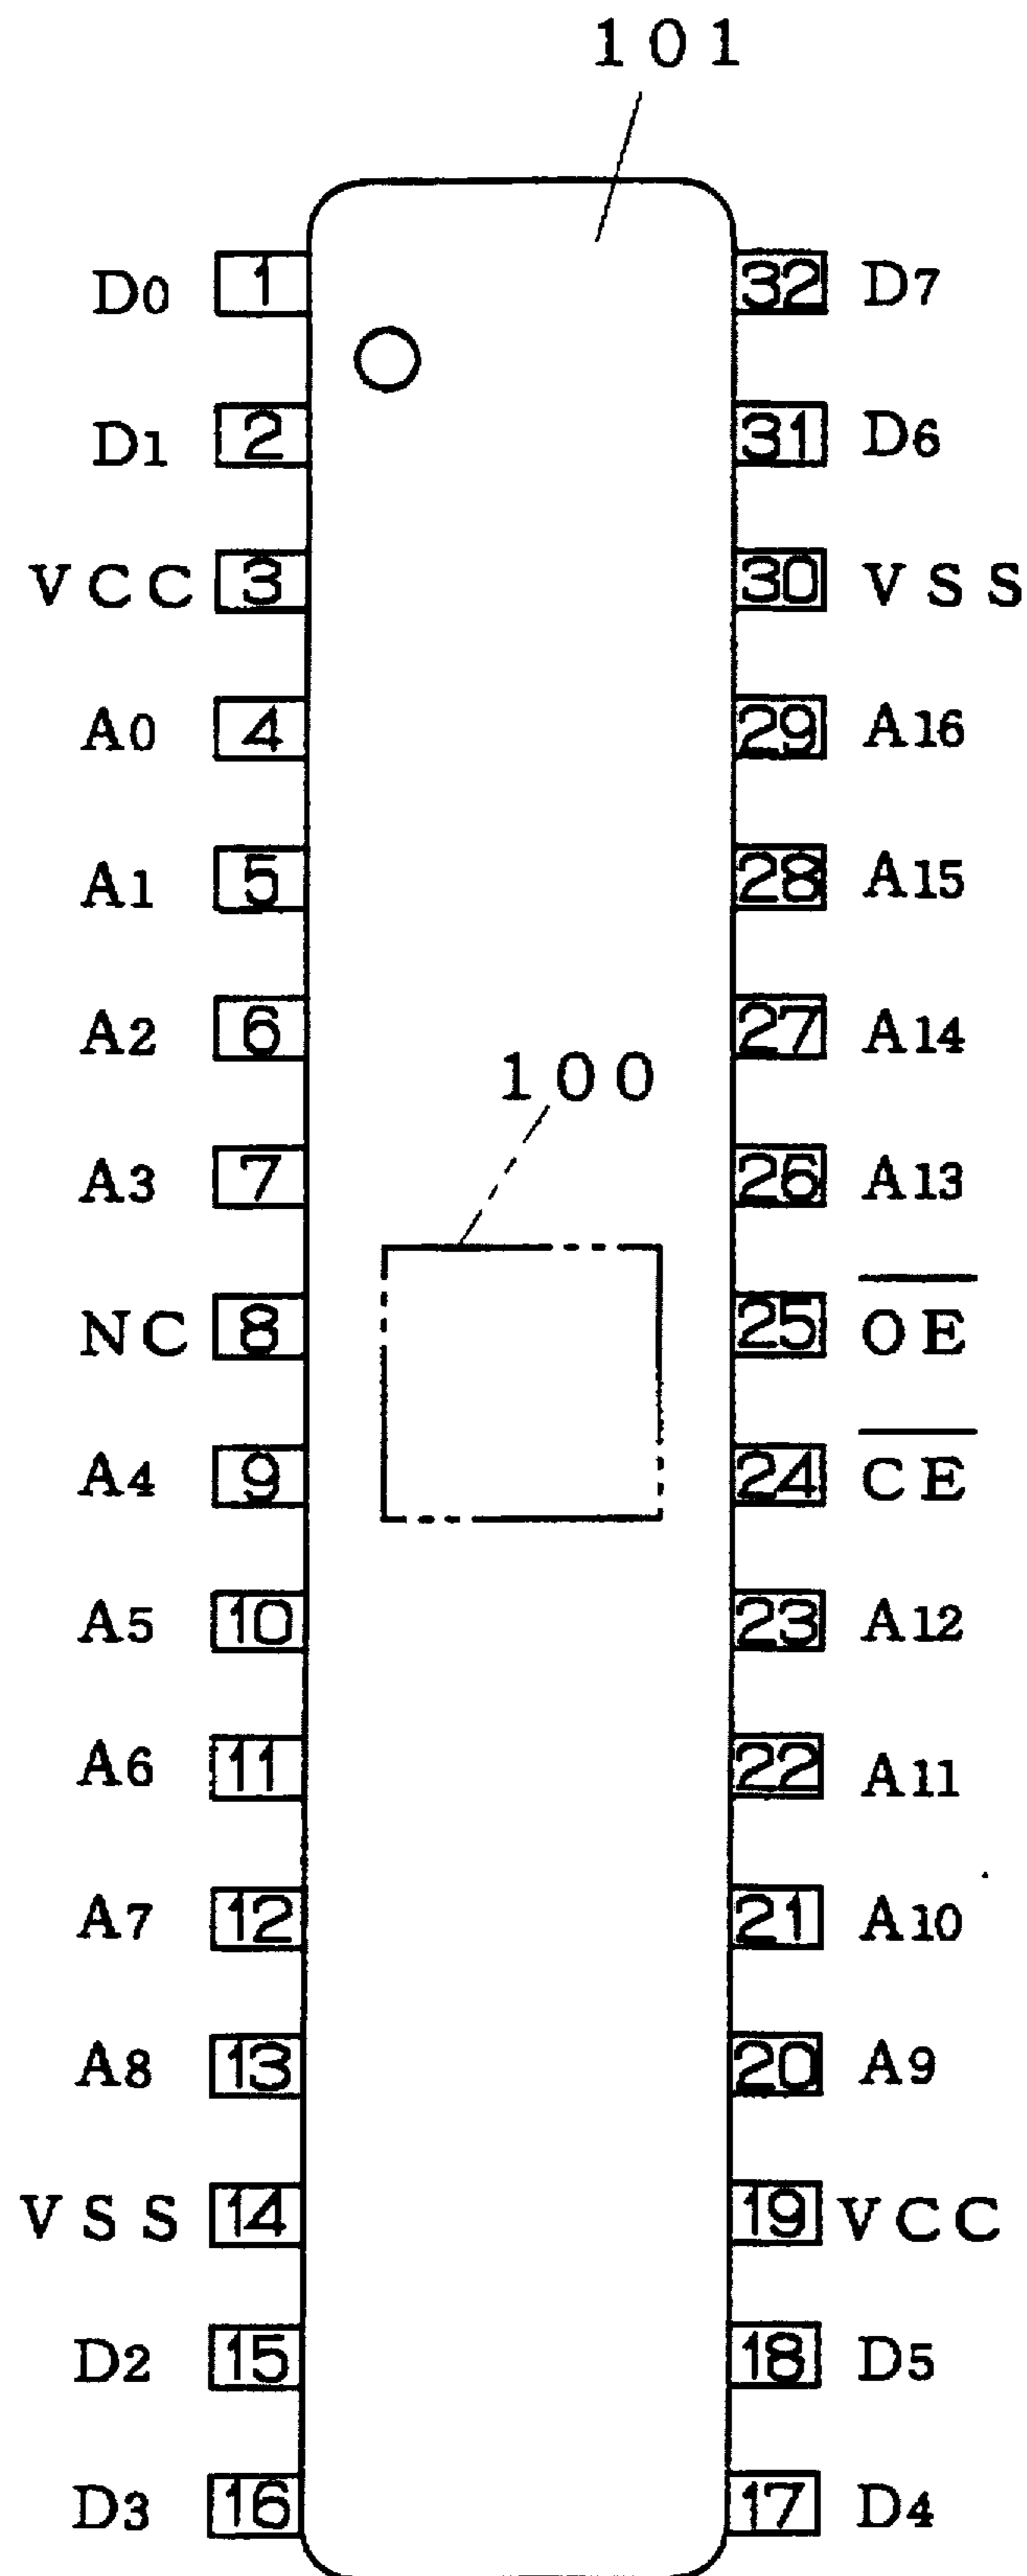 101
D0 1 32 D7
D1 2 31 D6
VCC 3 30 VSS
A0 4 29 A16
A1 5 28 A15
A2 6 27 A14
100
A3 7 26 A13
NC 8 25 O̅E̅
A4 9 24 C̅E̅
A5 10 23 A12
A6 11 22 A11
A7 12 21 A10
A8 13 20 A9
VSS 14 19 VCC
D2 15 18 D5
D3 16 17 D4